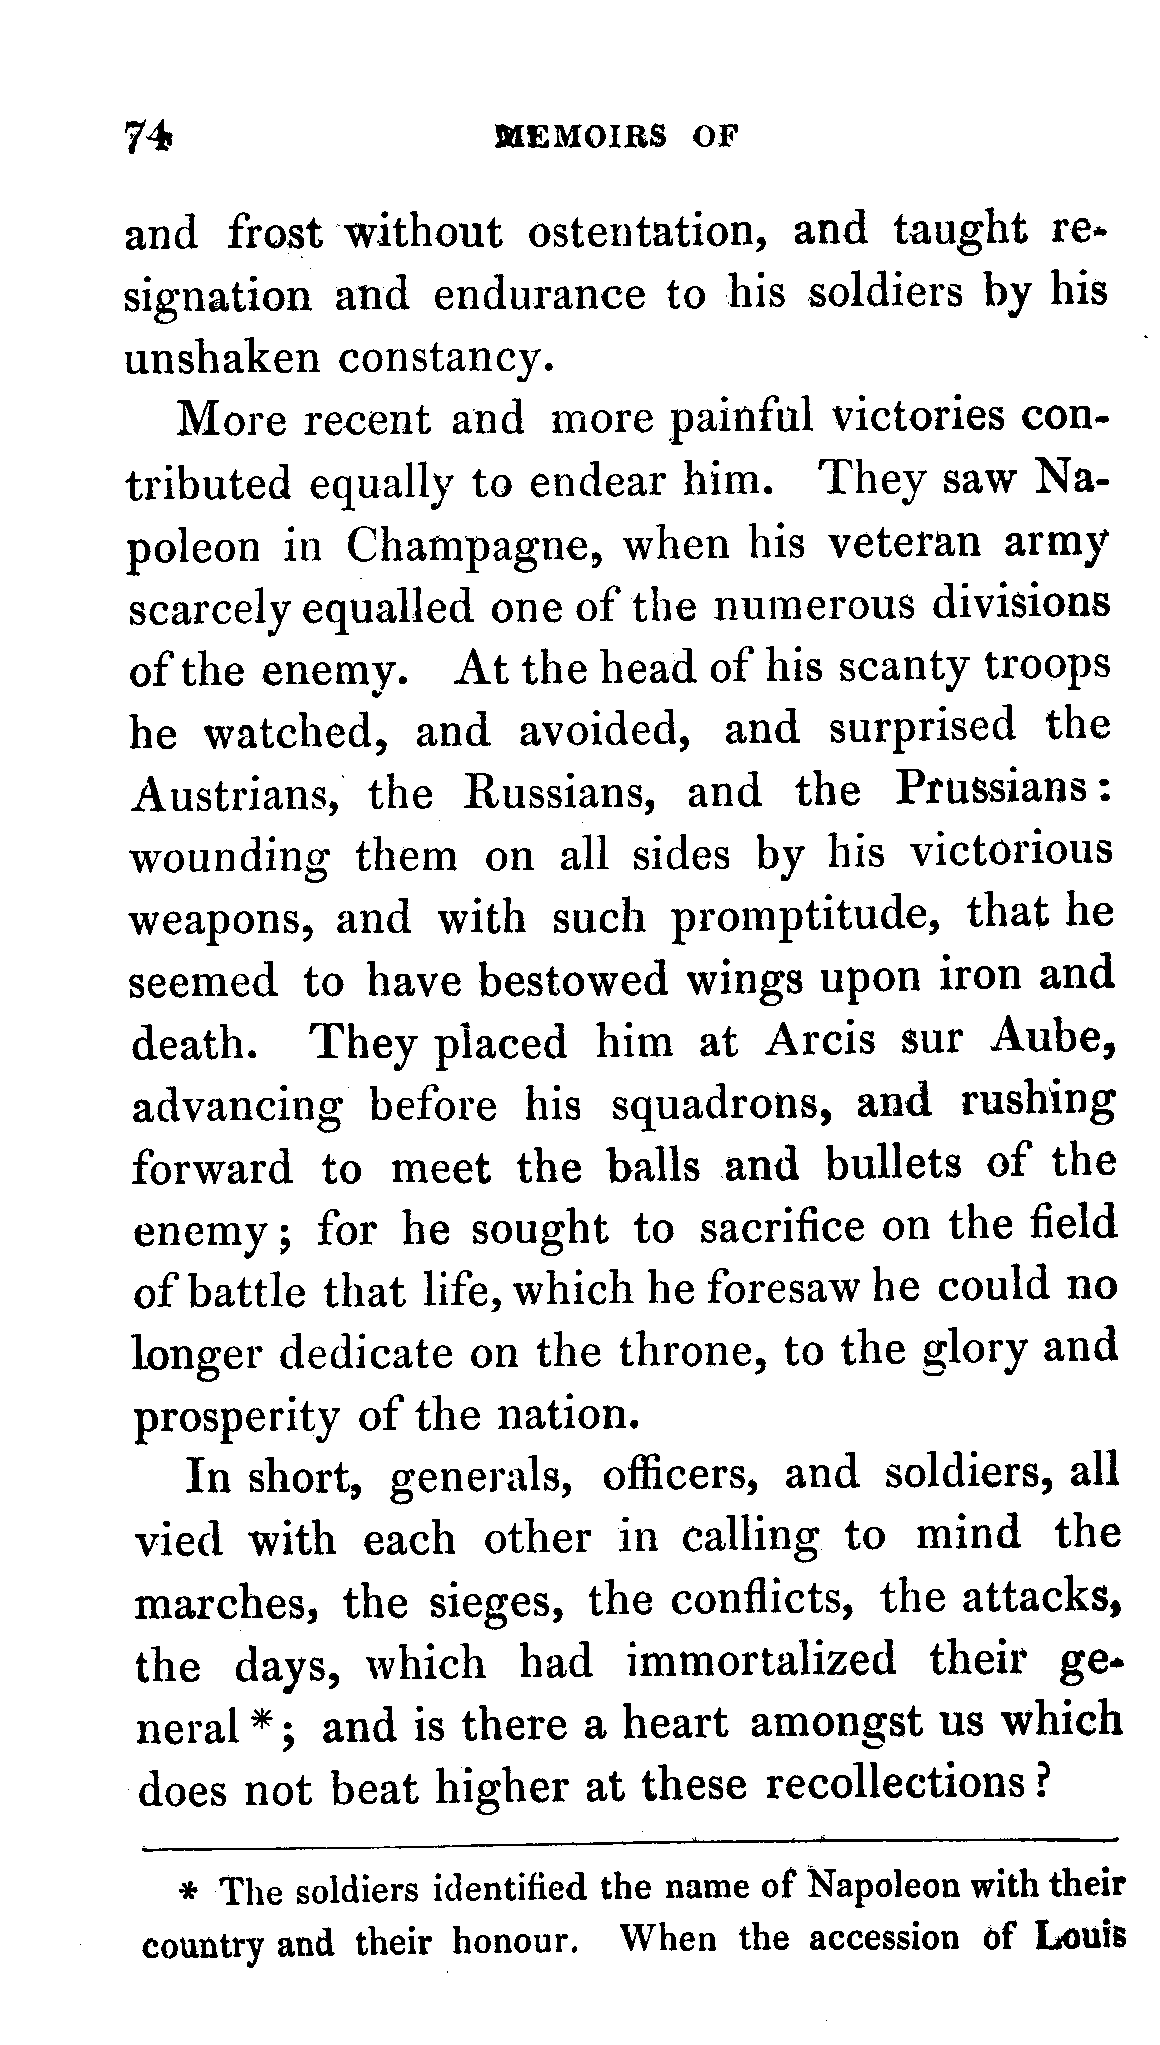 74 MEMOIRS OF
and frost without ostentation, and taught re-
signation and endurance to his soldiers by his
unshaken constancy.
More recent and more painful victories con-
tributed equally to endear him. They saw Na-
poleon in Champagne, when his veteran army
scarcely equalled one of the numerous divisions
of the enemy. At the head of his scanty troops
he watched, and avoided, and surprised the
Austrians, the Russians, and the Prussians:
wounding them on all sides by his victorious
weapons, and with such promptitude, that he
seemed to have bestowed wings upon iron and
death. They placed him at Arcis sur Aube,
advancing before his squadrons, and rushing
forward to meet the balls and bullets of the
enemy; for he sought to sacrifice on the field
of battle that life, which he foresaw he could no
longer dedicate on the throne, to the glory and
prosperity of the nation.
In short, generals, officers, and soldiers, all
vied with each other in calling to mind the
marches, the sieges, the conflicts, the attacks,
the days, which had immortalized their ge-
neral *; and is there a heart amongst us which
does not beat higher at these recollections?
* The soldiers identified the name of Napoleon with their
country and their honour. When the accession of Louis